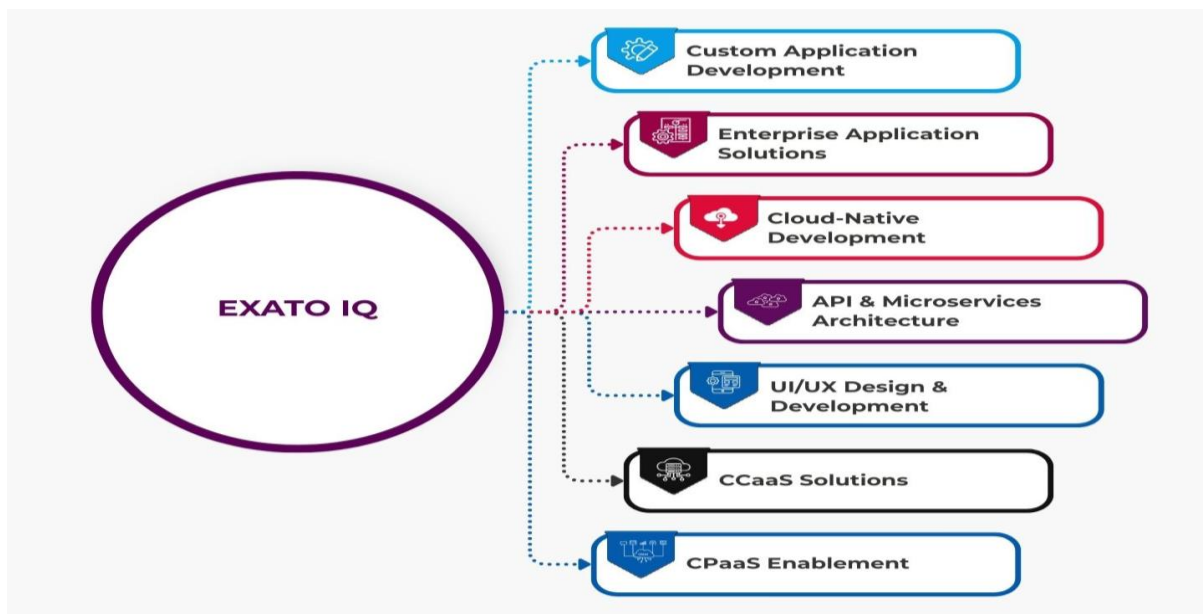 EXATO IQ
Custom Application
Development
Enterprise Application
Solutions
Cloud-Native
Development
API & Microservices
Architecture
UI/UX Design &
Development
CCaaS Solutions
CPaaS Enablement